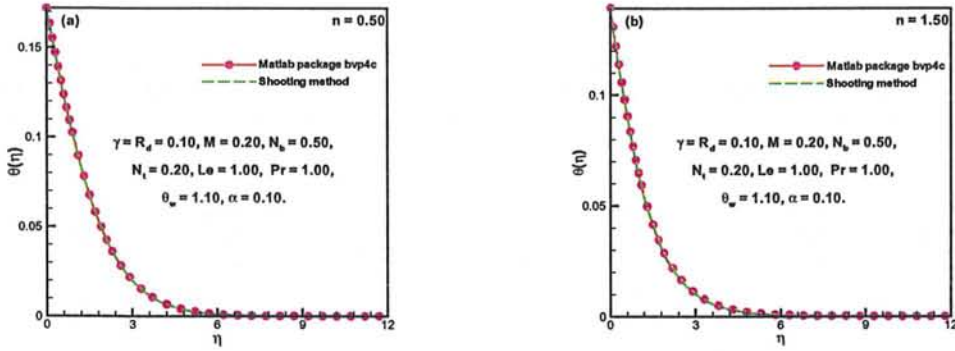 (a)
n = 0.50
Matlab package bvp4c
Shooting method
γ = R_d = 0.10, M = 0.20, N_b = 0.50,
N_t = 0.20, Le = 1.00, Pr = 1.00,
θ_w = 1.10, α = 0.10.
θ(η)
0.15
0.1
0.05
0
0 3 6 9 12
η
(b)
n = 1.50
Matlab package bvp4c
Shooting method
γ = R_d = 0.10, M = 0.20, N_b = 0.50,
N_t = 0.20, Le = 1.00, Pr = 1.00,
θ_w = 1.10, α = 0.10.
θ(η)
0.1
0.05
0
0 3 6 9 12
η